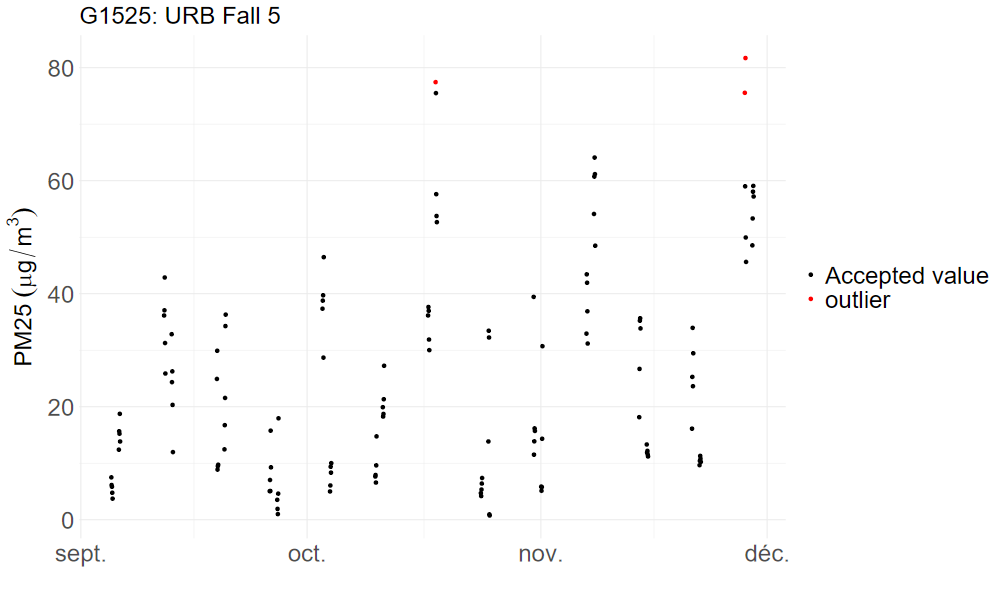 G1525: URB Fall 5
PM25 (μg/m³)
80
60
40
20
0
sept.
oct.
nov.
déc.
Accepted value
outlier